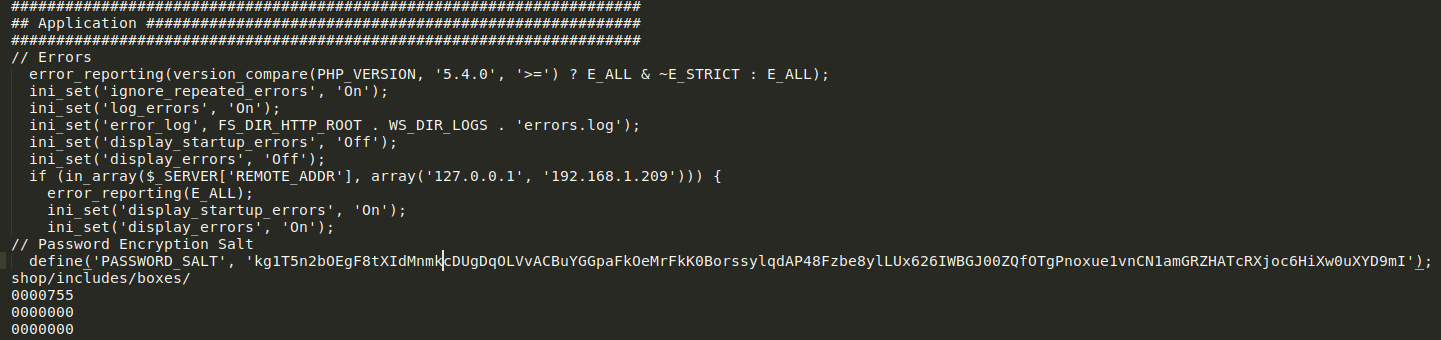 ######################################################################
## Application #######################################################
######################################################################
// Errors
error_reporting(version_compare(PHP_VERSION, '5.4.0', '>=') ? E_ALL & ~E_STRICT : E_ALL);
ini_set('ignore_repeated_errors', 'On');
ini_set('log_errors', 'On');
ini_set('error_log', FS_DIR_HTTP_ROOT . WS_DIR_LOGS . 'errors.log');
ini_set('display_startup_errors', 'Off');
ini_set('display_errors', 'Off');
if (in_array($_SERVER['REMOTE_ADDR'], array('127.0.0.1', '192.168.1.209'))) {
error_reporting(E_ALL);
ini_set('display_startup_errors', 'On');
ini_set('display_errors', 'On');
// Password Encryption Salt
define('PASSWORD_SALT', 'kg1T5n2bOEgF8tXIdMnmkcDUgDqOLVvACBuYGGpaFkOeMrFkK0BorssylqdAP48Fzbe8ylLUx626IWBGJ00ZQfOTgPnoxue1vnCN1amGRZHATcRXjoc6HiXw0uXYD9mI');
shop/includes/boxes/
0000755
0000000
0000000